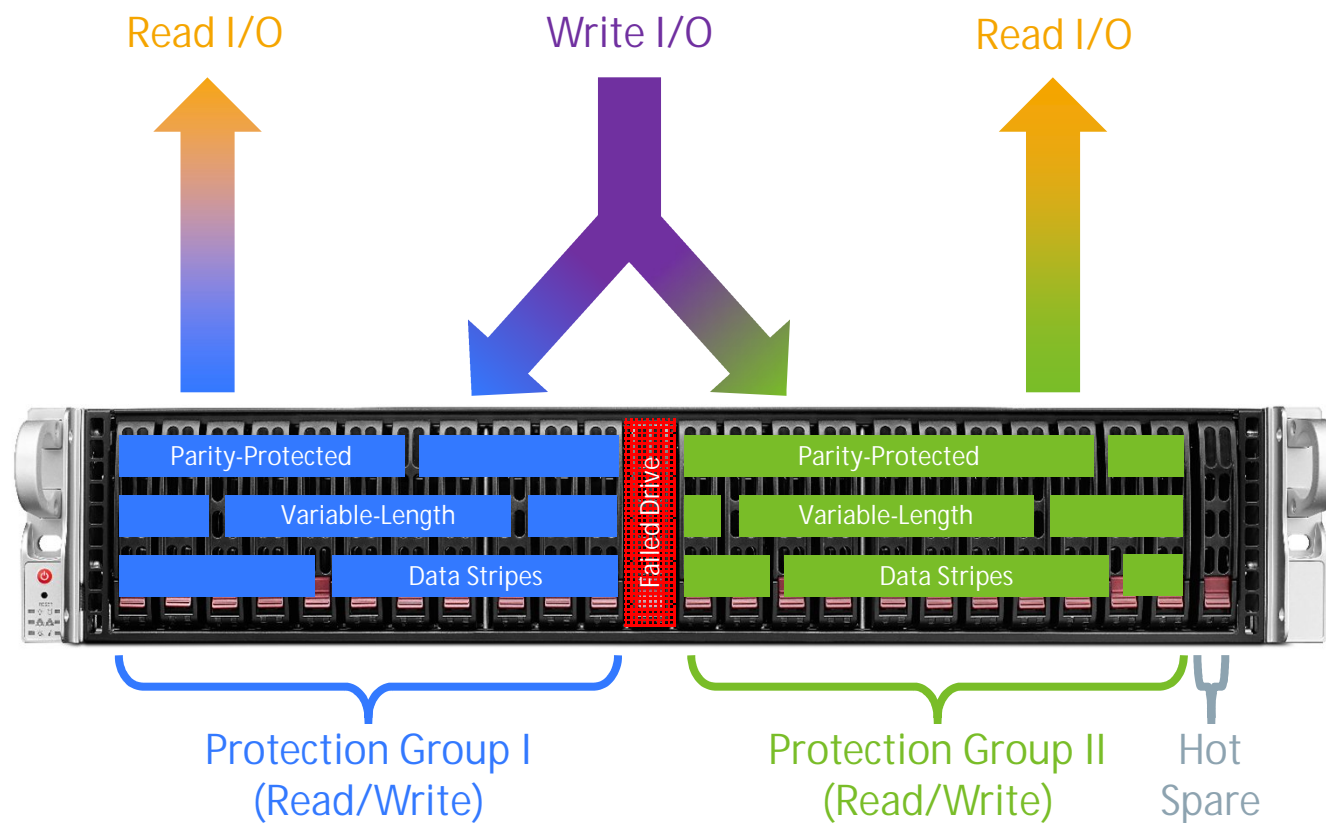 Read I/O
Write I/O
Read I/O
Parity-Protected
Variable-Length
Data Stripes
Failed Drive
Parity-Protected
Variable-Length
Data Stripes
RESET
Protection Group I
(Read/Write)
Protection Group II
(Read/Write)
Hot
Spare